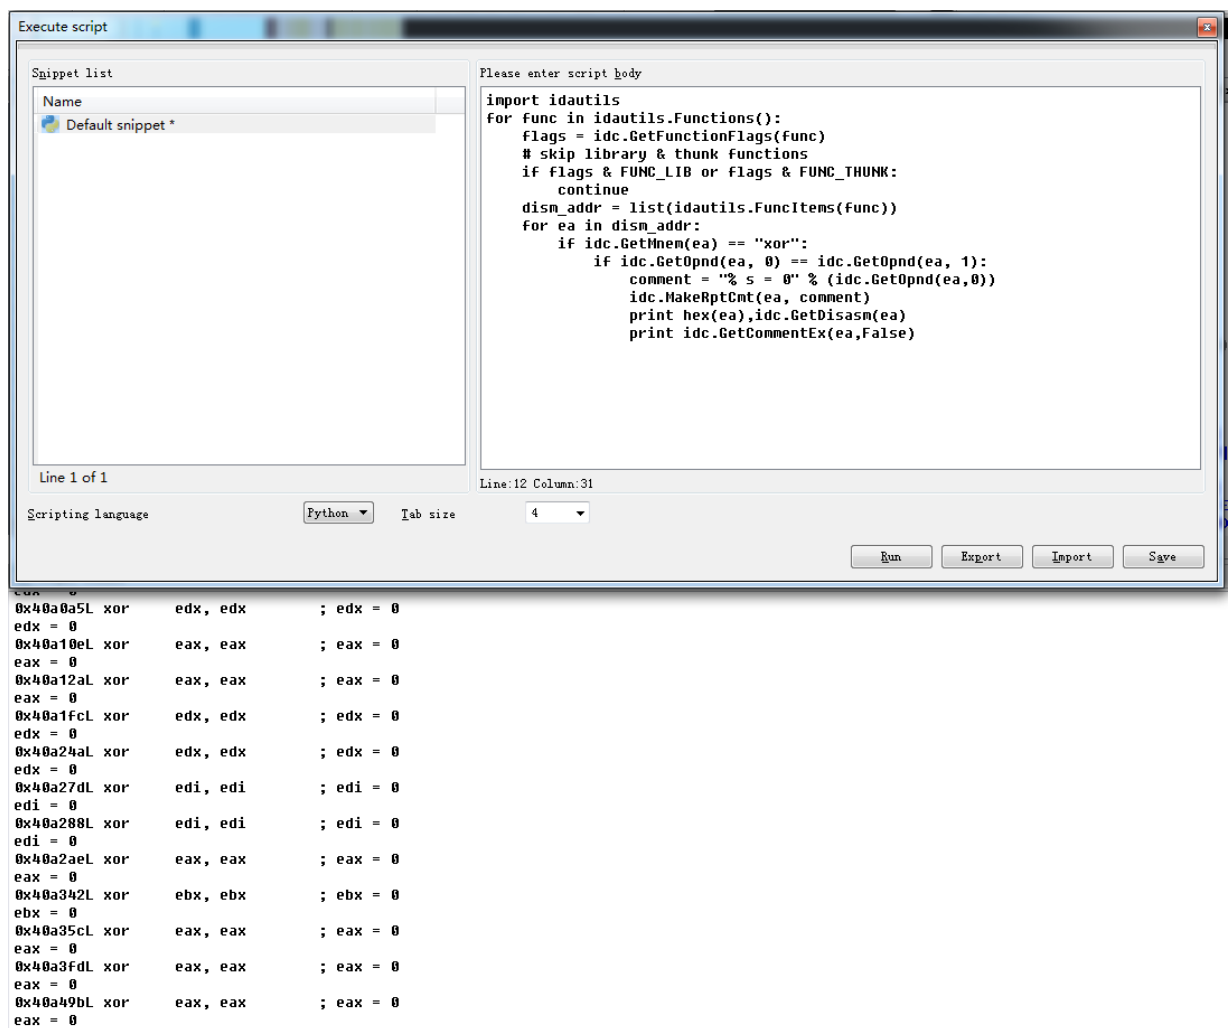 Execute script
Snippet list
Name
Default snippet *
Line 1 of 1
Please enter script body
import idautils
for func in idautils.Functions():
    flags = idc.GetFunctionFlags(func)
    # skip library & thunk functions
    if flags & FUNC_LIB or flags & FUNC_THUNK:
        continue
    dism_addr = list(idautils.FuncItems(func))
    for ea in dism_addr:
        if idc.GetMnem(ea) == "xor":
            if idc.GetOpnd(ea, 0) == idc.GetOpnd(ea, 1):
                comment = "% s = 0" % (idc.GetOpnd(ea,0))
                idc.MakeRptCmt(ea, comment)
                print hex(ea),idc.GetDisasm(ea)
                print idc.GetCommentEx(ea,False)
Line:12 Column:31
Scripting language Python Tab size 4
Run Export Import Save
0x40a0a5L xor     edx, edx        ; edx = 0
edx = 0
0x40a10eL xor     eax, eax        ; eax = 0
eax = 0
0x40a12aL xor     eax, eax        ; eax = 0
eax = 0
0x40a1fcL xor     edx, edx        ; edx = 0
edx = 0
0x40a24aL xor     edx, edx        ; edx = 0
edx = 0
0x40a27dL xor     edi, edi        ; edi = 0
edi = 0
0x40a288L xor     edi, edi        ; edi = 0
edi = 0
0x40a2aeL xor     eax, eax        ; eax = 0
eax = 0
0x40a342L xor     ebx, ebx        ; ebx = 0
ebx = 0
0x40a35cL xor     eax, eax        ; eax = 0
eax = 0
0x40a3fdL xor     eax, eax        ; eax = 0
eax = 0
0x40a49bL xor     eax, eax        ; eax = 0
eax = 0